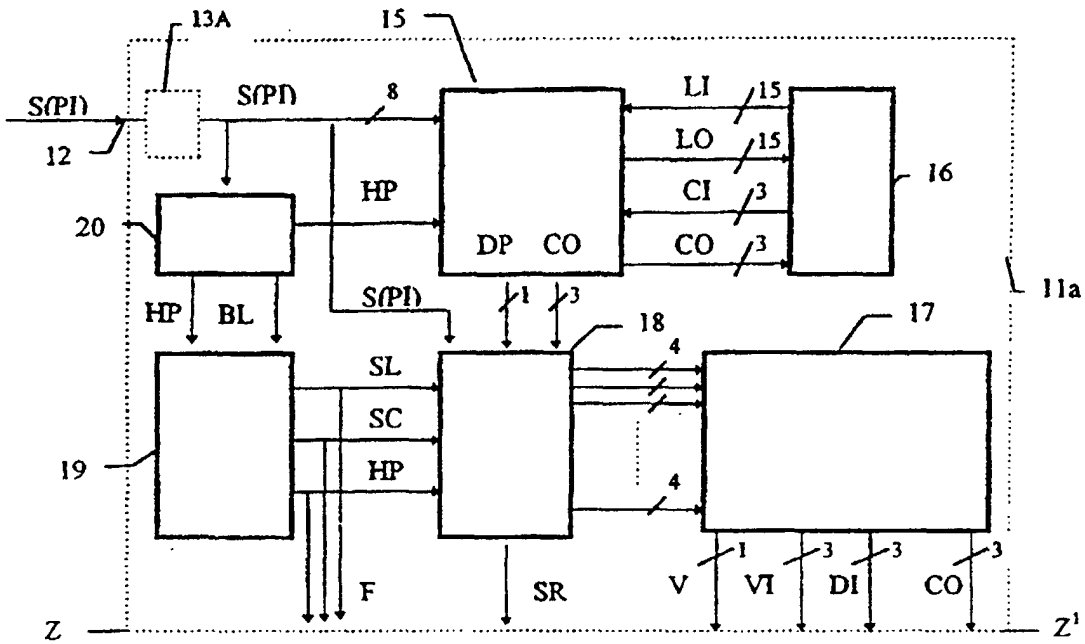 13A
15
S(PI)
S(PI)
8
LI
15
12
LO
15
16
HP
CI
3
20
DP
CO
CO
3
11a
HP
BL
S(PI)
1
3
18
17
SL
4
SC
19
HP
4
F
SR
V
1
VI
3
DI
3
CO
3
Z
Z¹